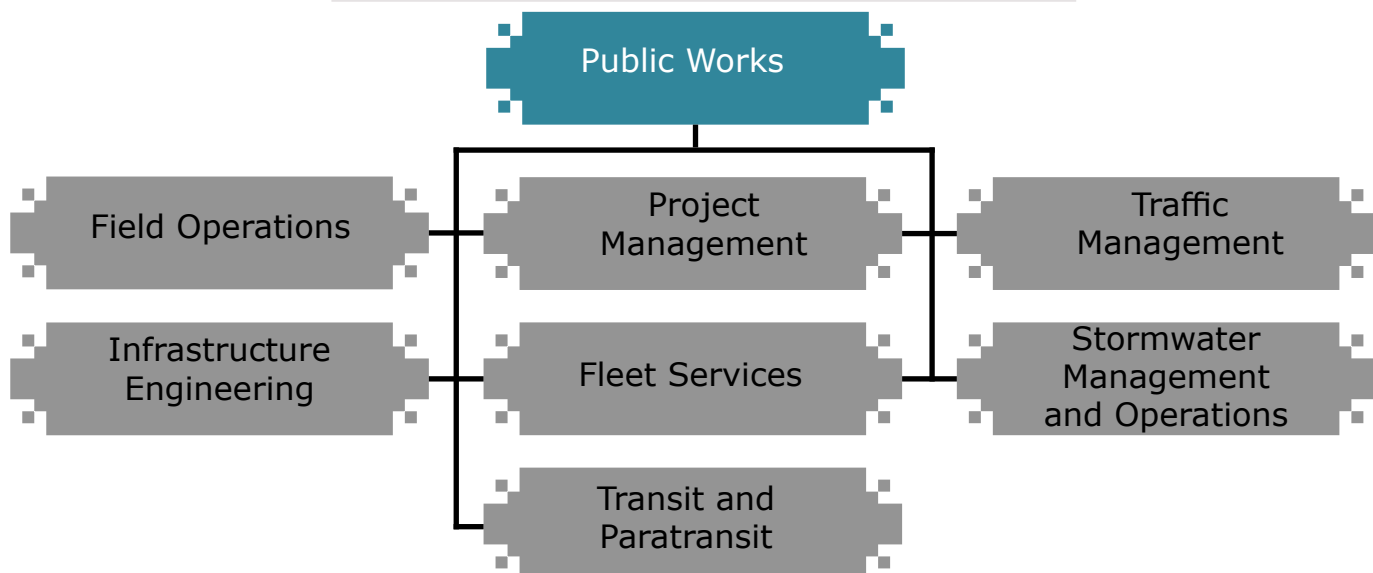 Public Works
Field Operations
Project
Management
Traffic
Management
Infrastructure
Engineering
Fleet Services
Stormwater
Management
and Operations
Transit and
Paratransit